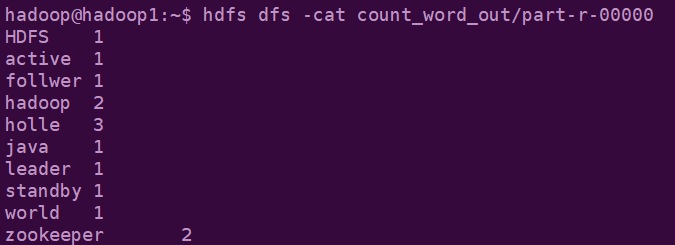 hadoop@hadoop1:~$ hdfs dfs -cat count_word_out/part-r-00000
HDFS	1
active	1
follwer	1
hadoop	2
holle	3
java	1
leader	1
standby	1
world	1
zookeeper	2